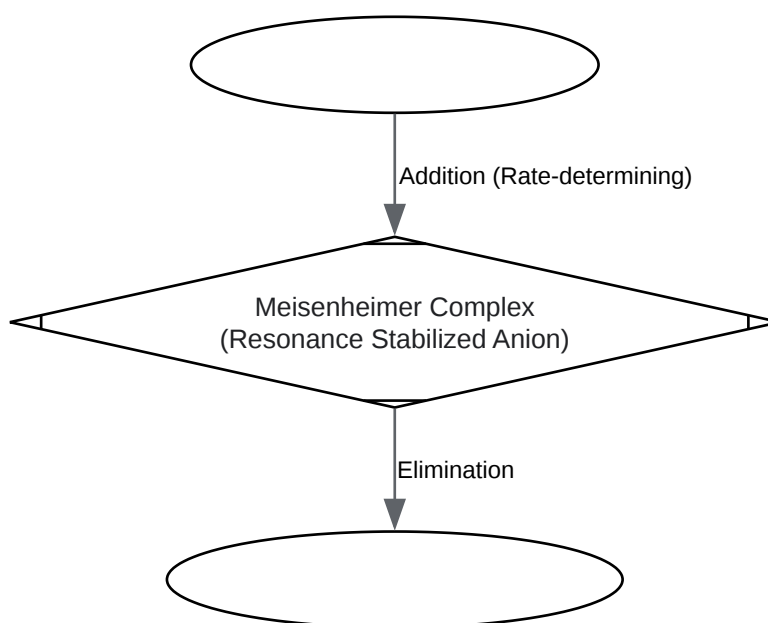 Addition (Rate-determining)
Meisenheimer Complex
(Resonance Stabilized Anion)
Elimination